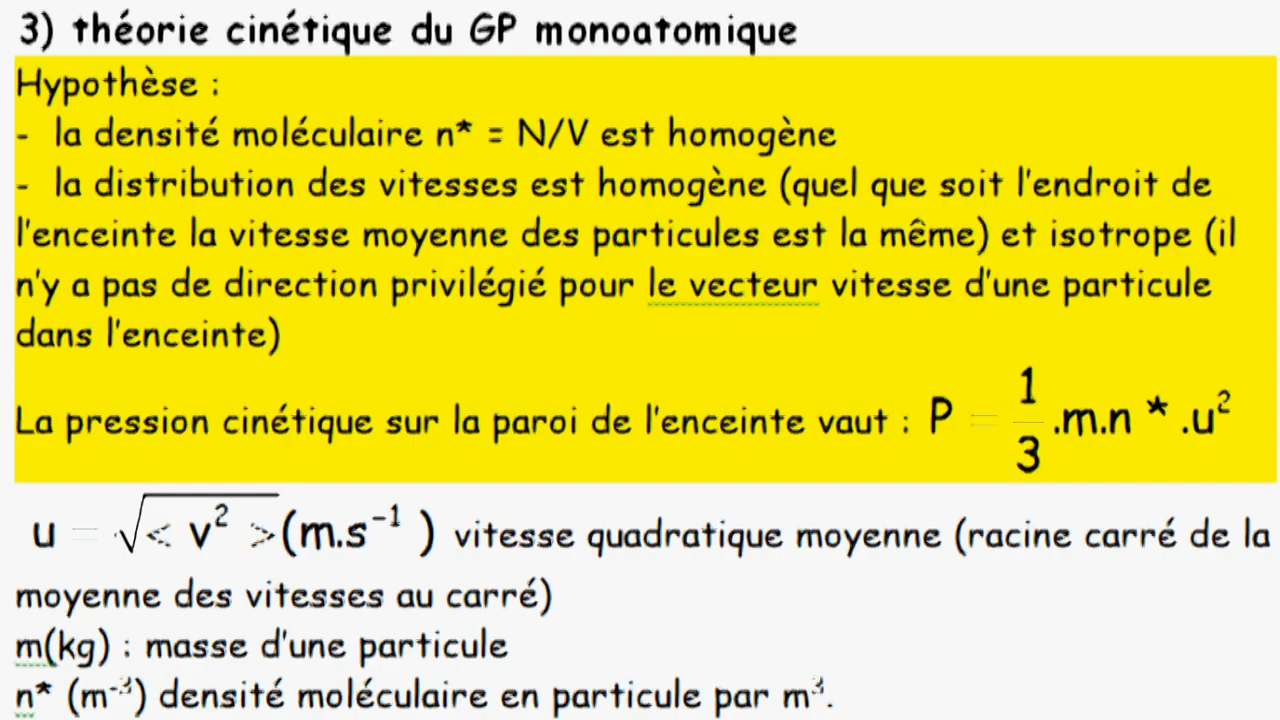 3) théorie cinétique du GP monoatomique
Hypothèse :
- la densité moléculaire n* = N/V est homogène
- la distribution des vitesses est homogène (quel que soit l'endroit de
l'enceinte la vitesse moyenne des particules est la même) et isotrope (il
n'y a pas de direction privilégié pour le vecteur vitesse d'une particule
dans l'enceinte)
La pression cinétique sur la paroi de l'enceinte vaut : P = 1/3 .m.n * .u²
u = √< v² >(m.s⁻¹ ) vitesse quadratique moyenne (racine carré de la
moyenne des vitesses au carré)
m(kg) : masse d'une particule
n* (m⁻³) densité moléculaire en particule par m³.